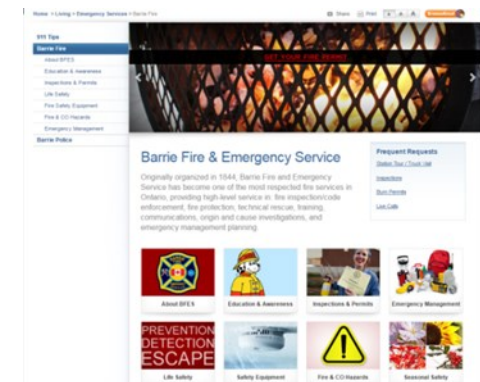 Home > Living > Emergency Services > Barrie Fire
Share
Print
A A
911 Tips
Barrie Fire
About BFES
Education & Awareness
Inspections & Permits
Life Safety
Fire Safety Equipment
Fire & CO Hazards
Emergency Management
Barrie Police
GET YOUR FIRE PERMIT
Barrie Fire & Emergency Service
Originally organized in 1844, Barrie Fire and Emergency
Service has become one of the most respected fire services in
Ontario, providing high-level service in fire inspection/code
enforcement, fire protection, technical rescue, training,
communications, origin and cause investigations, and
emergency management planning.
Frequent Requests
Station Tour / Truck Visit
Inspections
Burn Permits
Live Calls
About BFES
Education & Awareness
Inspections & Permits
Emergency Management
PREVENTION
DETECTION
ESCAPE
Life Safety
Safety Equipment
Fire & CO Hazards
Seasonal Safety